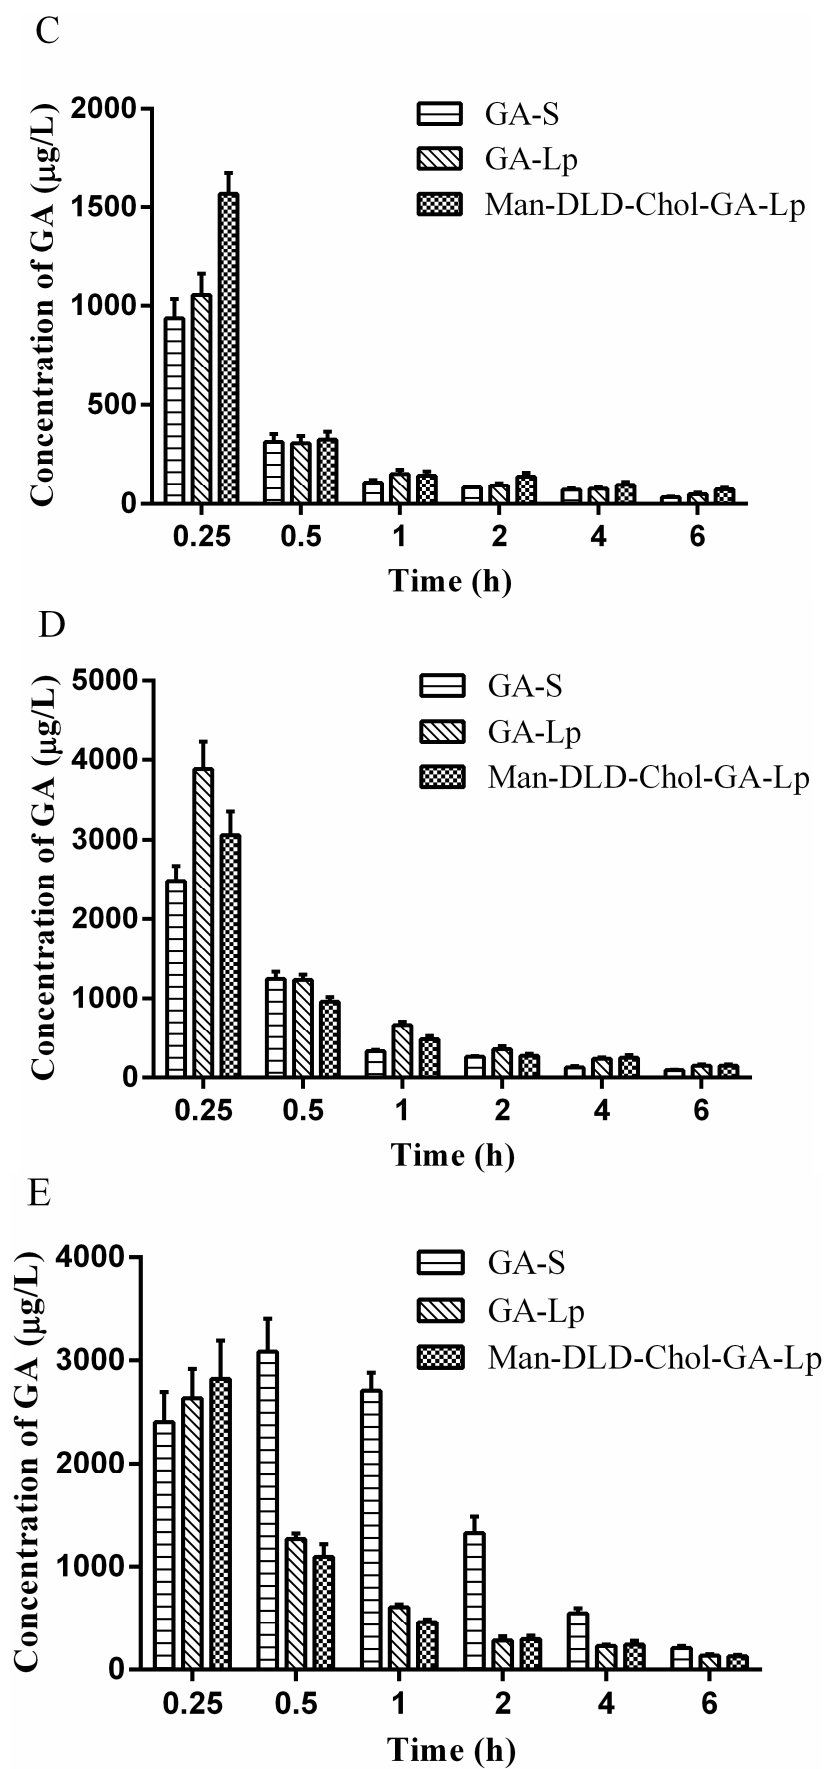 C
Concentration of GA (µg/L)
2000
1500
1000
500
0
GA-S
GA-Lp
Man-DLD-Chol-GA-Lp
0.25 0.5 1 2 4 6
Time (h)
D
Concentration of GA (µg/L)
5000
4000
3000
2000
1000
0
GA-S
GA-Lp
Man-DLD-Chol-GA-Lp
0.25 0.5 1 2 4 6
Time (h)
E
Concentration of GA (µg/L)
4000
3000
2000
1000
0
GA-S
GA-Lp
Man-DLD-Chol-GA-Lp
0.25 0.5 1 2 4 6
Time (h)